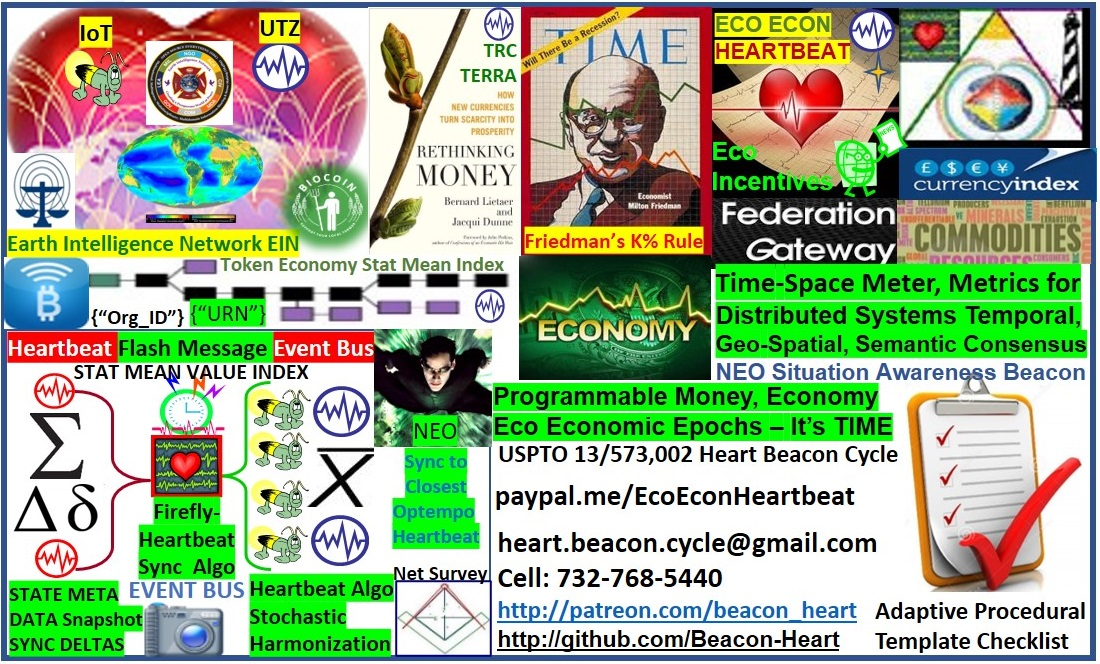 IoT
UTZ
BIOCOIN
Earth Intelligence Network EIN
TRC
TERRA
HOW
NEW CURRENCIES
TURN SCARCITY INTO
PROSPERITY
RETHINKING
MONEY
Bernard Lietaer
and
Jacqui Dunne
Will There Be a Recession?
TIME
Economist
Milton Friedman
Friedman's K% Rule
ECO ECON
HEARTBEAT
NEWS
Eco
Incentives
£ $ € ¥
currencyindex
Federation
Gateway
PRODUCERS
MINERALS
EXHAUSTION
COMMODITIES
CONSUMERS
RESOURCES
Token Economy Stat Mean Index
{“Org_ID”} {“URN”}
ECONOMY
Time-Space Meter, Metrics for
Distributed Systems Temporal,
Geo-Spatial, Semantic Consensus
NEO Situation Awareness Beacon
Heartbeat Flash Message Event Bus
STAT MEAN VALUE INDEX
Σ
Δδ
X̅
Firefly-
Heartbeat
Sync Algo
NEO
Sync to
Closest
Optempo
Heartbeat
Programmable Money, Economy
Eco Economic Epochs – It's TIME
USPTO 13/573,002 Heart Beacon Cycle
paypal.me/EcoEconHeartbeat
heart.beacon.cycle@gmail.com
Cell: 732-768-5440
http://patreon.com/beacon_heart
http://github.com/Beacon-Heart
STATE META
DATA Snapshot
SYNC DELTAS
EVENT BUS
Heartbeat Algo
Stochastic
Harmonization
Net Survey
Adaptive Procedural
Template Checklist